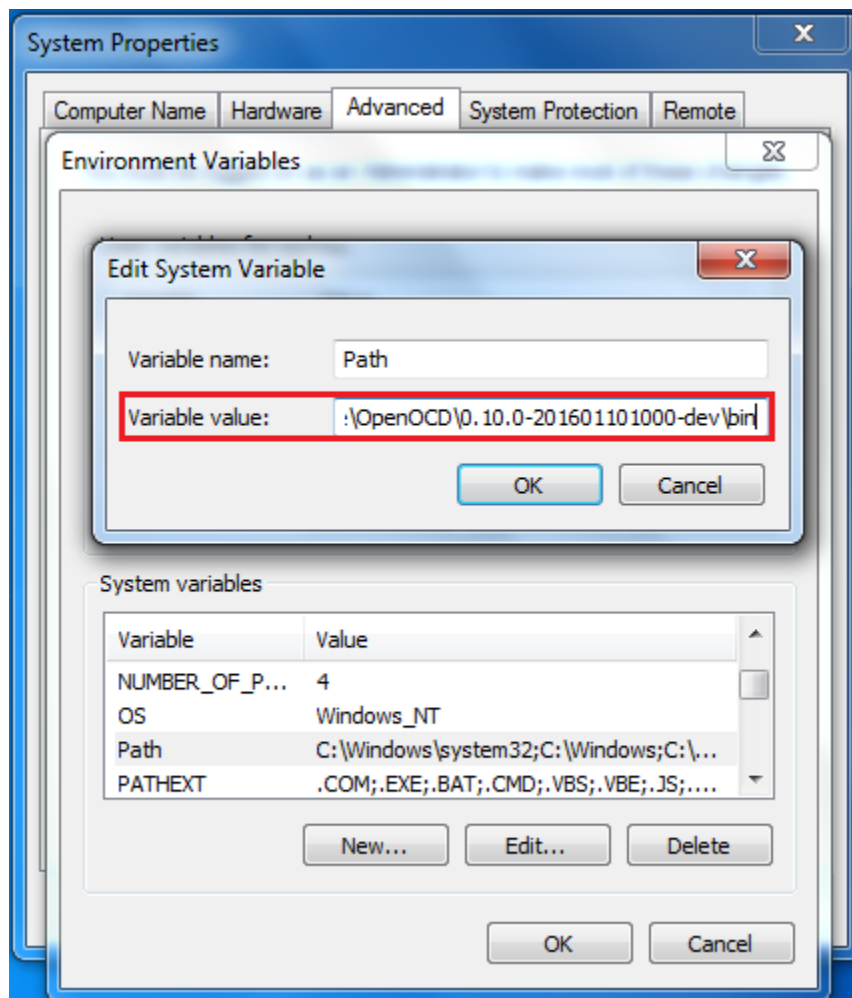 System Properties
Computer Name Hardware Advanced System Protection Remote
Environment Variables
Edit System Variable
Variable name: Path
Variable value: :\OpenOCD\0.10.0-201601101000-dev\bin
OK Cancel
System variables
Variable Value
NUMBER_OF_P... 4
OS Windows_NT
Path C:\Windows\system32;C:\Windows;C:\...
PATHEXT .COM;.EXE;.BAT;.CMD;.VBS;.VBE;.JS;....
New... Edit... Delete
OK Cancel